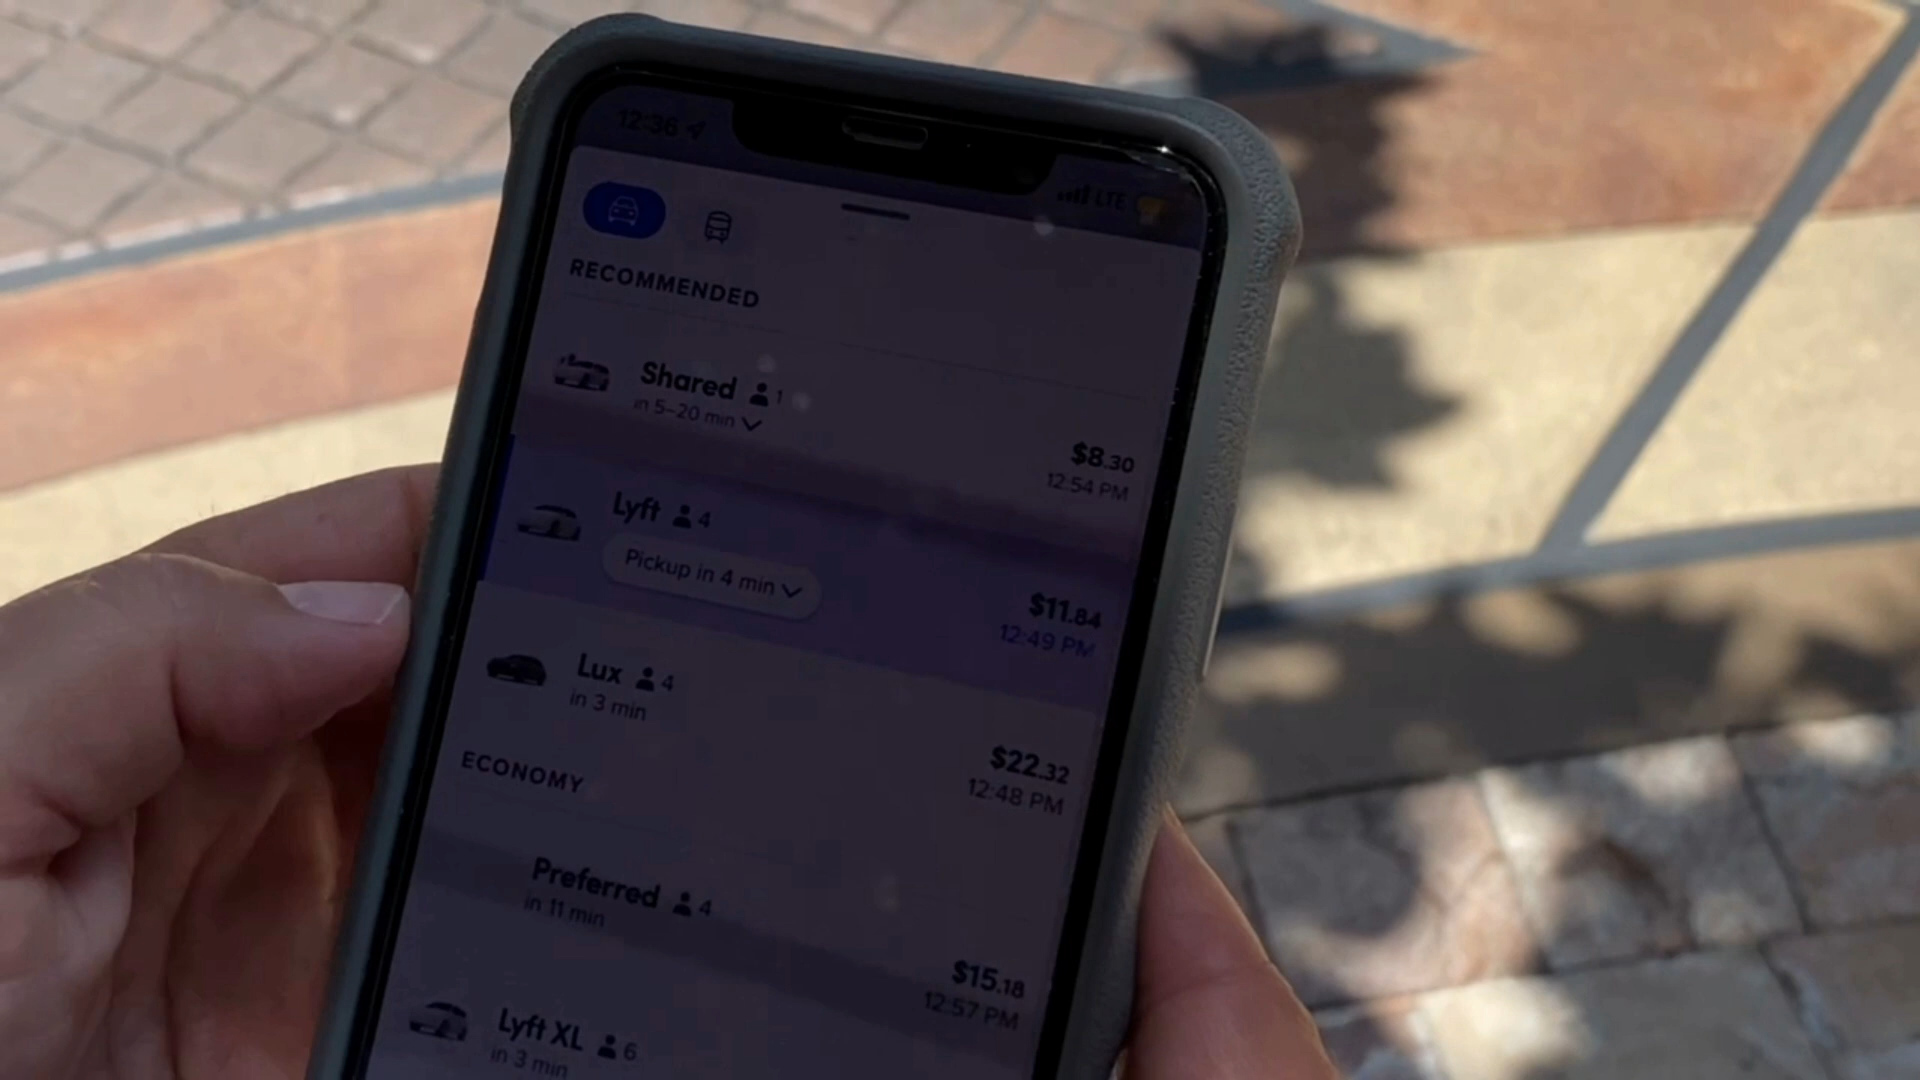 12:36
LTE
RECOMMENDED
Shared 1
in 5–20 min
$8.30
12:54 PM
Lyft 4
Pickup in 4 min
$11.84
12:49 PM
Lux 4
in 3 min
$22.32
12:48 PM
ECONOMY
Preferred 4
in 11 min
$15.18
12:57 PM
Lyft XL 6
in 3 min